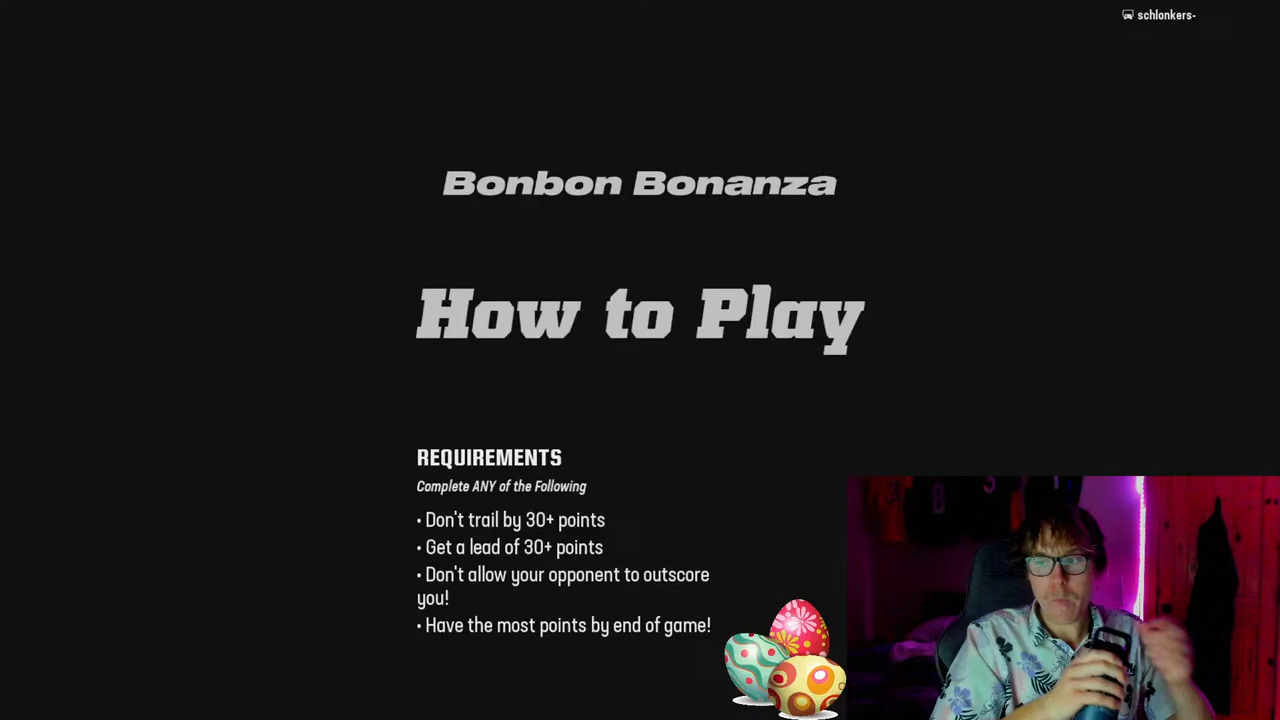 schlonkers-
Bonbon Bonanza
How to Play
REQUIREMENTS
Complete ANY of the Following
• Don't trail by 30+ points
• Get a lead of 30+ points
• Don't allow your opponent to outscore
you!
• Have the most points by end of game!